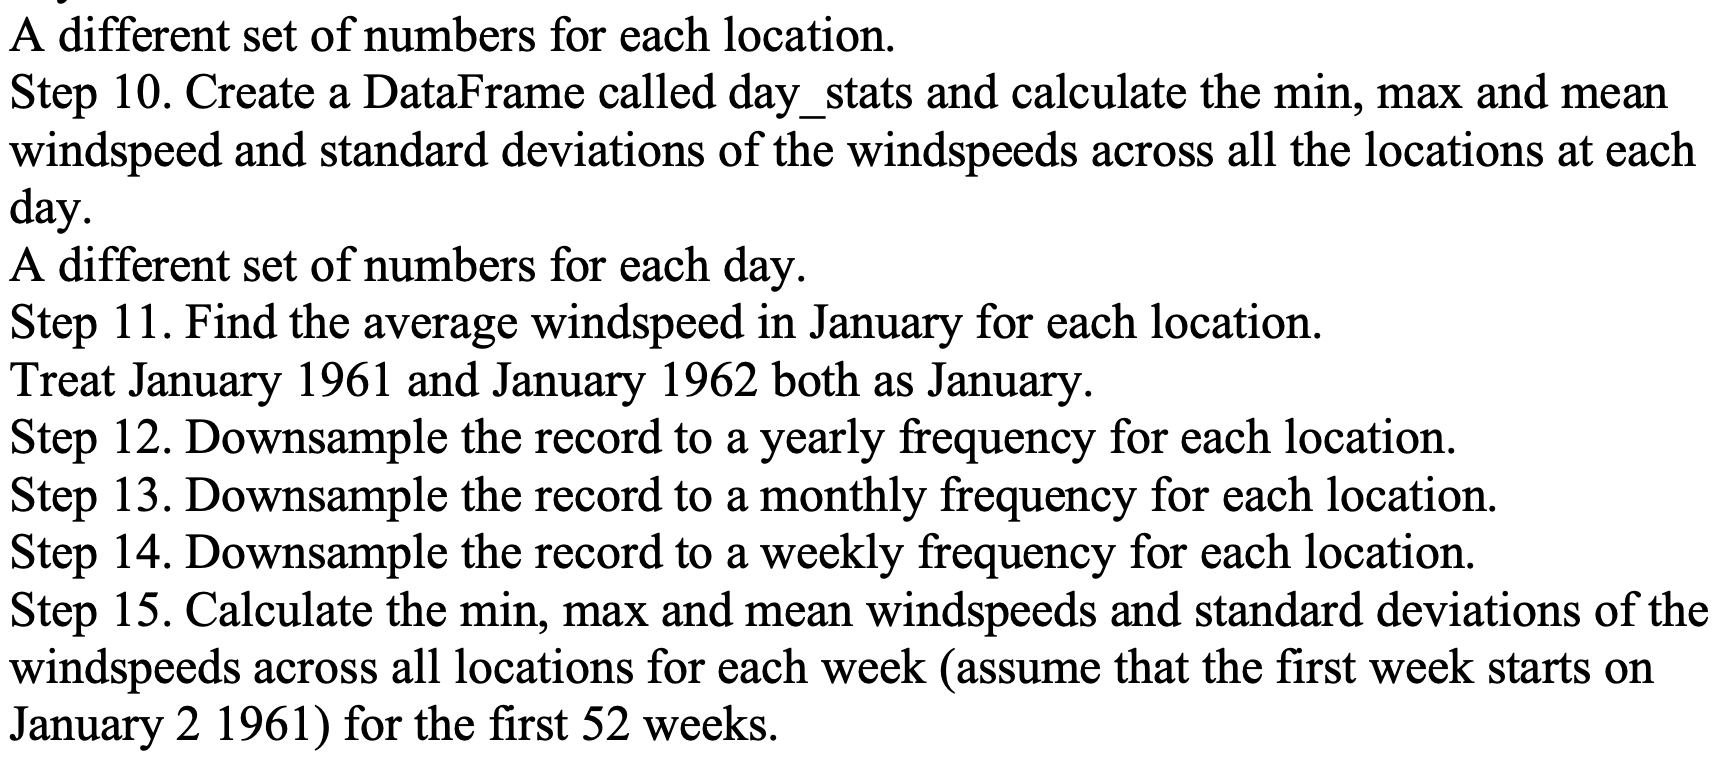 A different set of numbers for each location.
Step 10. Create a DataFrame called day_stats and calculate the min, max and mean
windspeed and standard deviations of the windspeeds across all the locations at each
day.
A different set of numbers for each day.
Step 11. Find the average windspeed in January for each location.
Treat January 1961 and January 1962 both as January.
Step 12. Downsample the record to a yearly frequency for each location.
Step 13. Downsample the record to a monthly frequency for each location.
Step 14. Downsample the record to a weekly frequency for each location.
Step 15. Calculate the min, max and mean windspeeds and standard deviations of the
windspeeds across all locations for each week (assume that the first week starts on
January 2 1961) for the first 52 weeks.